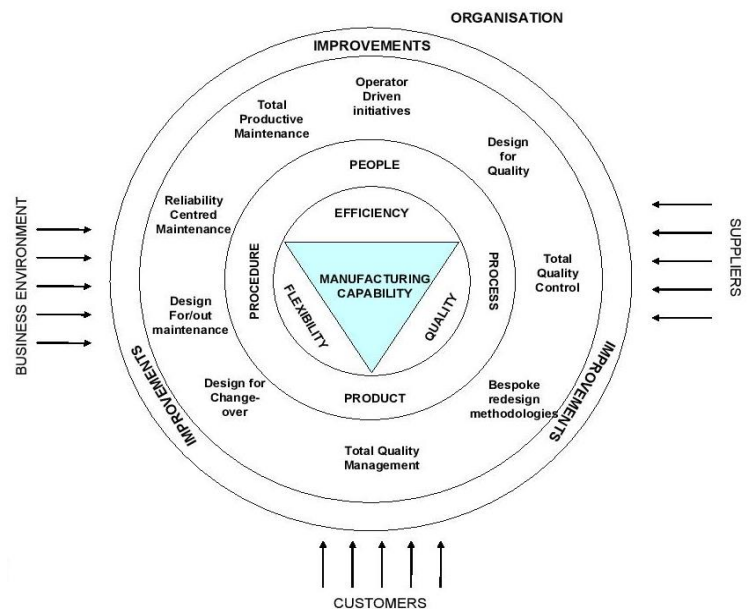 ORGANISATION
IMPROVEMENTS
Operator
Driven
initiatives
Total
Productive
Maintenance
Design
for
Quality
PEOPLE
Reliability
Centred
Maintenance
EFFICIENCY
BUSINESS ENVIRONMENT
SUPPLIERS
PROCEDURE
PROCESS
MANUFACTURING
CAPABILITY
Total
Quality
Control
FLEXIBILITY
QUALITY
Design
For/out
maintenance
IMPROVEMENTS
IMPROVEMENTS
Design for
Change-
over
PRODUCT
Bespoke
redesign
methodologies
Total Quality
Management
CUSTOMERS